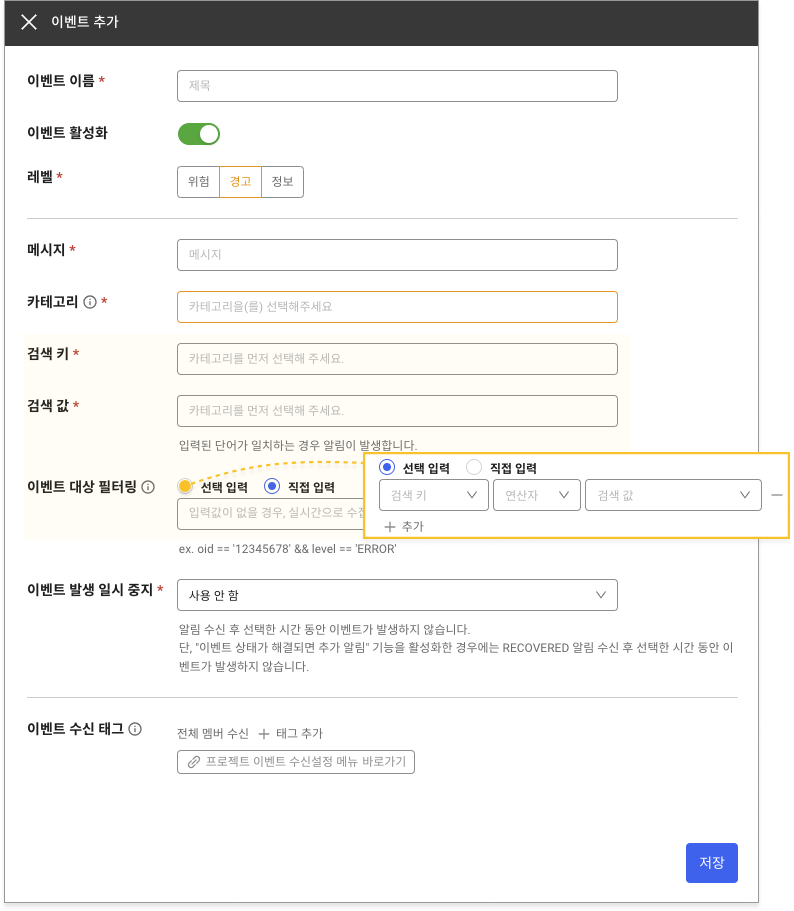 이벤트 추가
이벤트 이름 *
제목
이벤트 활성화
레벨 *
위험 경고 정보
메시지 *
메시지
카테고리 *
카테고리을(를) 선택해주세요
검색 키 *
카테고리를 먼저 선택해 주세요.
검색 값 *
카테고리를 먼저 선택해 주세요.
입력된 단어가 일치하는 경우 알림이 발생합니다.
이벤트 대상 필터링
선택 입력 직접 입력
입력값이 없을 경우, 실시간으로
ex. oid == '12345678' && level == 'ERROR'
선택 입력 직접 입력
검색 키 연산자 검색 값
추가
이벤트 발생 일시 중지 *
사용 안 함
알림 수신 후 선택한 시간 동안 이벤트가 발생하지 않습니다.
단, "이벤트 상태가 해결되면 추가 알림" 기능을 활성화한 경우에는 RECOVERED 알림 수신 후 선택한 시간 동안 이
벤트가 발생하지 않습니다.
이벤트 수신 태그
전체 멤버 수신 태그 추가
프로젝트 이벤트 수신설정 메뉴 바로가기
저장